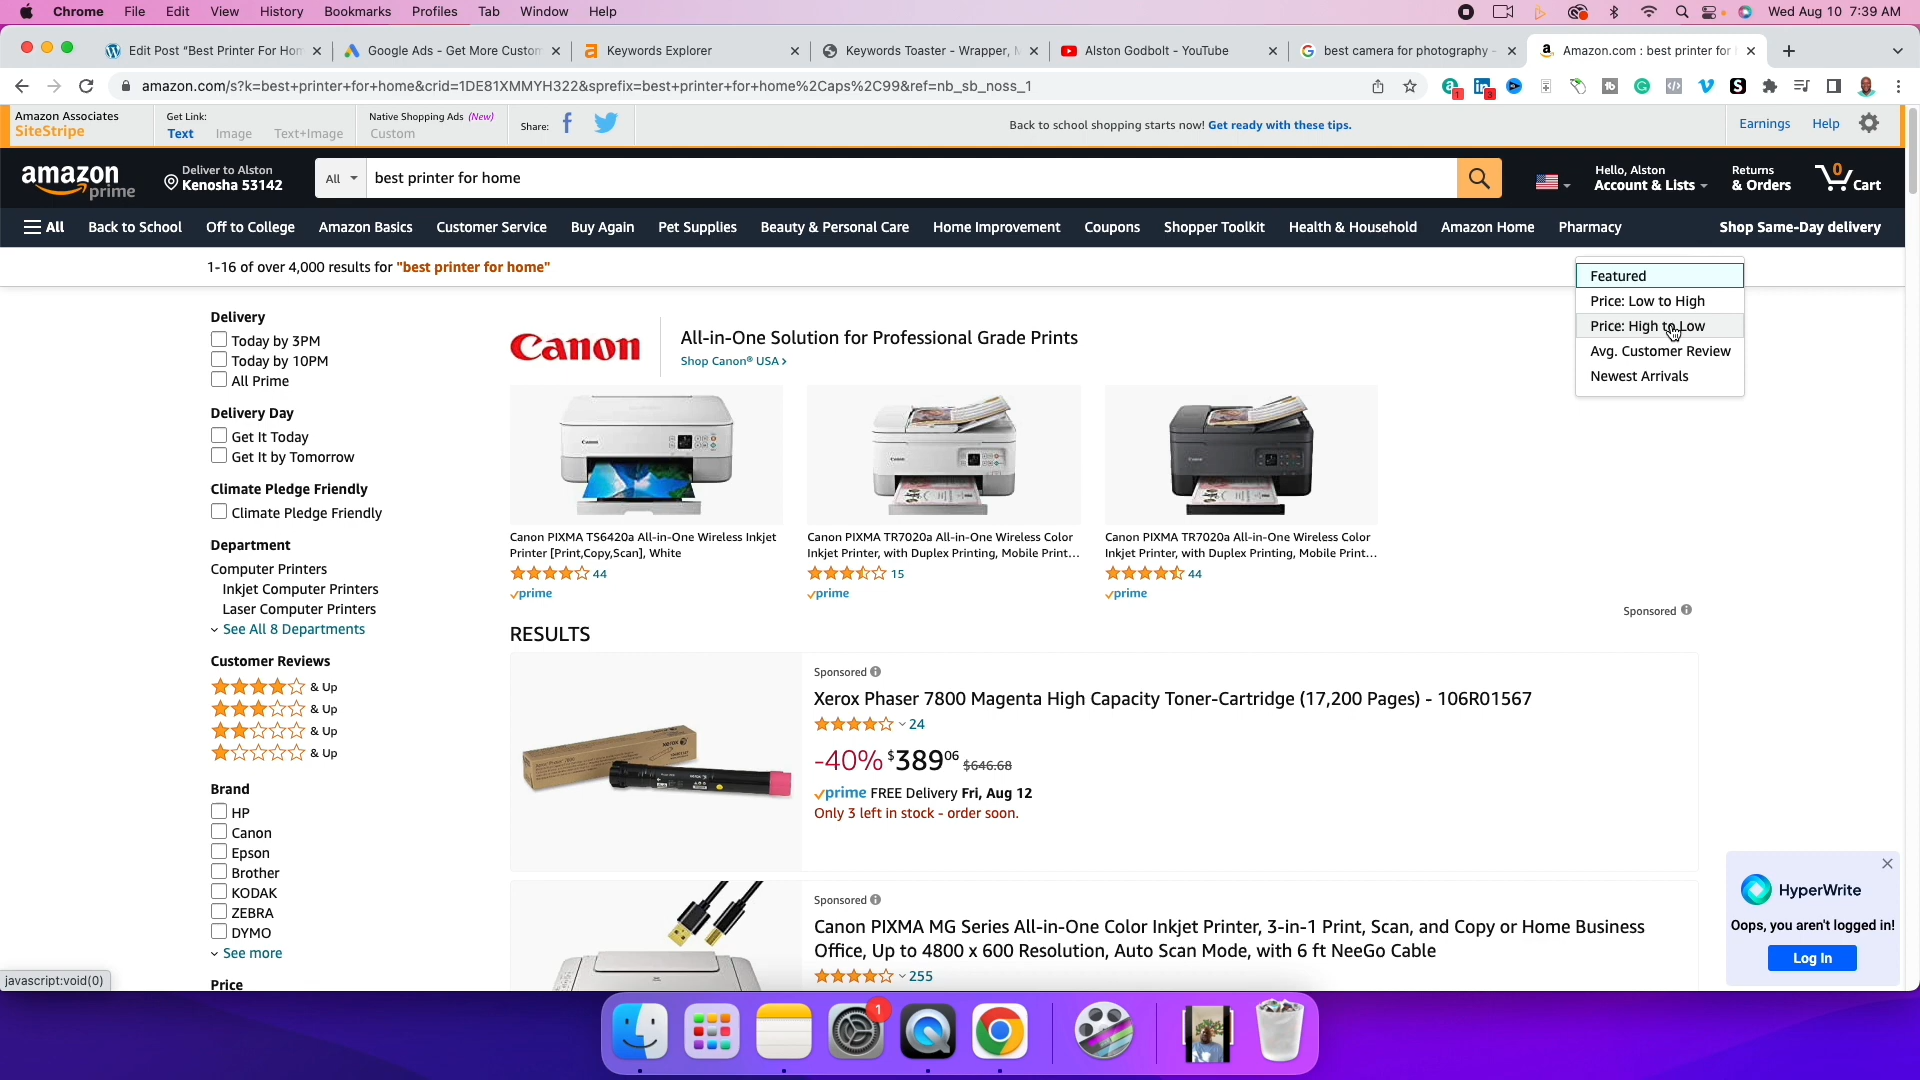 Chrome File Edit View History Bookmarks Profiles Tab Window Help Wed Aug 10 7:39 AM
Edit Post "Best Printer For Hom Google Ads - Get More Custom Keywords Explorer Keywords Toaster - Wrapper, Alston Godbolt - YouTube best camera for photography - Amazon.com : best printer for
amazon.com/s?k=best+printer+for+home&crid=1DE81XMMYH322&sprefix=best+printer+for+home%2Caps%2C99&ref=nb_sb_noss_1 1 3
Amazon Associates Get Link: Native Shopping Ads (New) Share: Back to school shopping starts now! Get ready with these tips. Earnings Help
SiteStripe Text Image Text+Image Custom
amazon prime Deliver to Alston All best printer for home Hello, Alston Returns 0
Kenosha 53142 Account & Lists & Orders Cart
All Back to School Off to College Amazon Basics Customer Service Buy Again Pet Supplies Beauty & Personal Care Home Improvement Coupons Shopper Toolkit Health & Household Amazon Home Pharmacy Shop Same-Day delivery
1-16 of over 4,000 results for "best printer for home"
Featured
Price: Low to High
Price: High to Low
Avg. Customer Review
Newest Arrivals
Delivery
Today by 3PM
Today by 10PM
All Prime
Delivery Day
Get It Today
Get It by Tomorrow
Climate Pledge Friendly
Climate Pledge Friendly
Department
Computer Printers
Inkjet Computer Printers
Laser Computer Printers
See All 8 Departments
Customer Reviews
& Up
& Up
& Up
& Up
Brand
HP
Canon
Epson
Brother
KODAK
ZEBRA
DYMO
See more
Price
javascript:void(0)
Canon
All-in-One Solution for Professional Grade Prints
Shop Canon® USA ›
Canon PIXMA TS6420a All-in-One Wireless Inkjet
Printer [Print,Copy,Scan], White
44
prime
Canon PIXMA TR7020a All-in-One Wireless Color
Inkjet Printer, with Duplex Printing, Mobile Print...
15
prime
Canon PIXMA TR7020a All-in-One Wireless Color
Inkjet Printer, with Duplex Printing, Mobile Print...
44
prime
Sponsored
RESULTS
Sponsored
Xerox Phaser 7800 Magenta High Capacity Toner-Cartridge (17,200 Pages) - 106R01567
24
-40% $389 06 $646.68
prime FREE Delivery Fri, Aug 12
Only 3 left in stock - order soon.
Sponsored
Canon PIXMA MG Series All-in-One Color Inkjet Printer, 3-in-1 Print, Scan, and Copy or Home Business
Office, Up to 4800 x 600 Resolution, Auto Scan Mode, with 6 ft NeeGo Cable
255
HyperWrite
Oops, you aren't logged in!
Log In
1